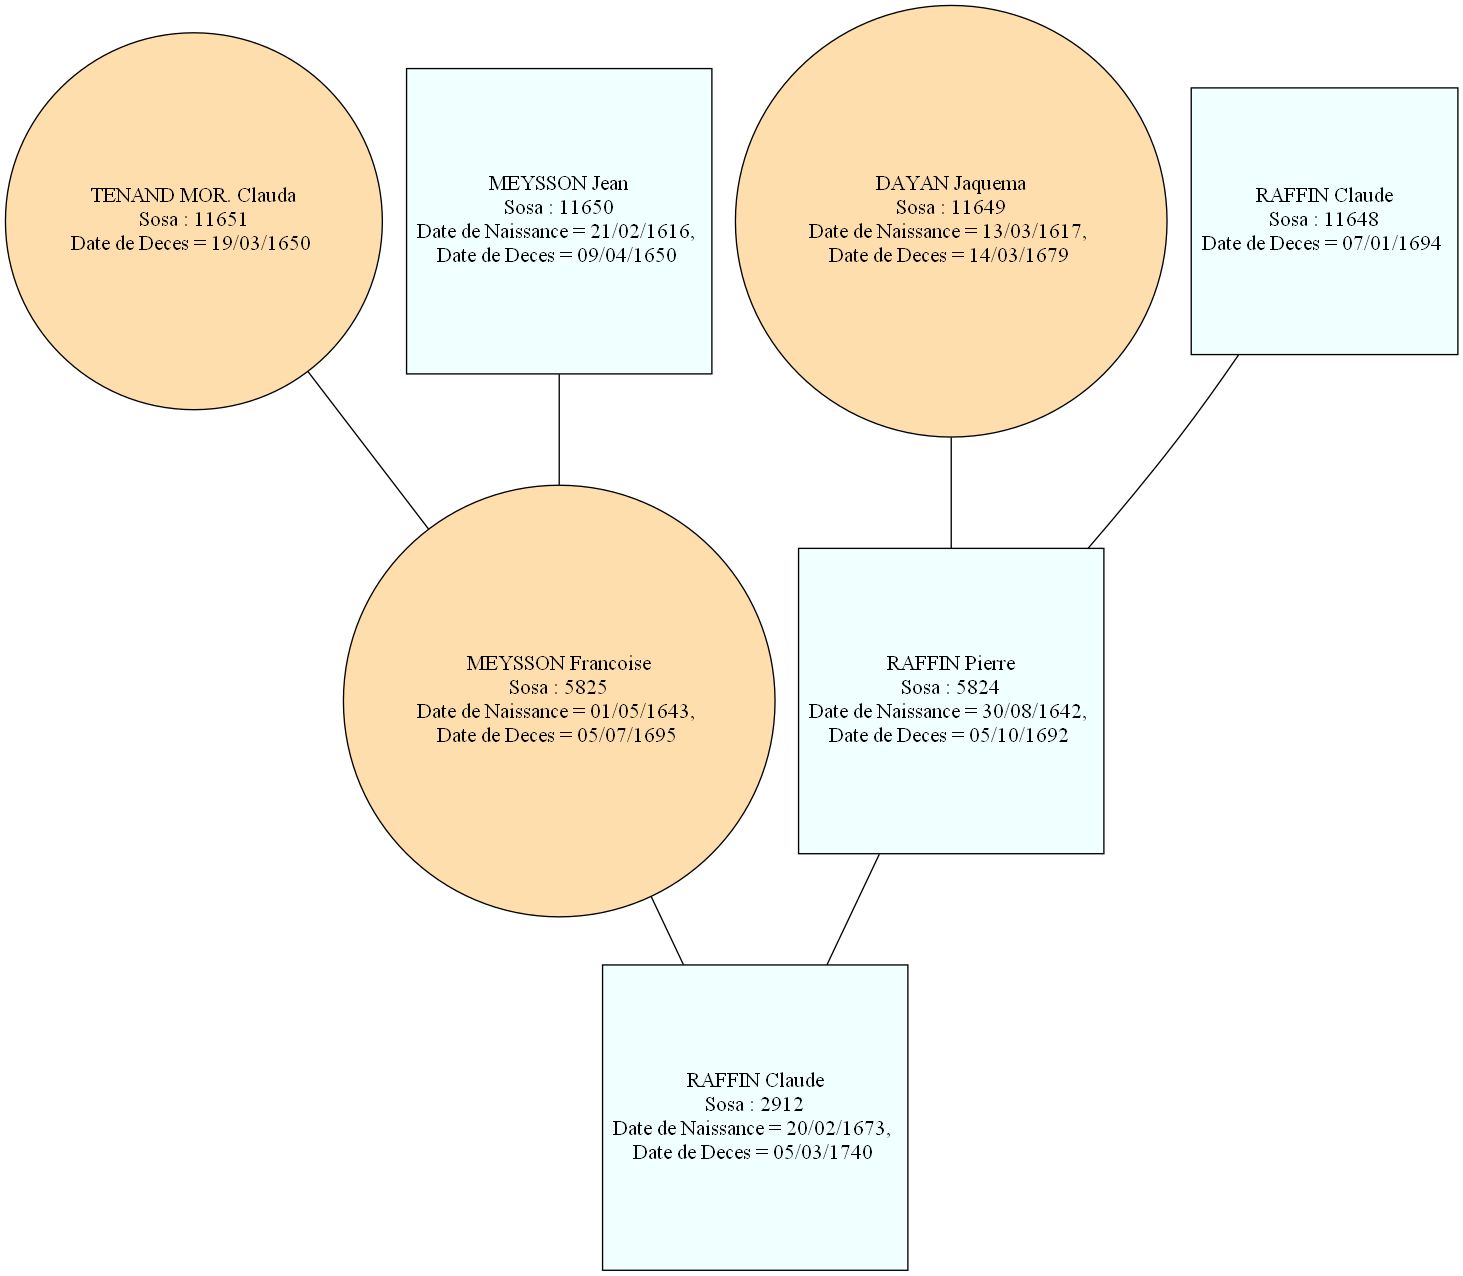 TENAND MOR. Clauda
Sosa : 11651
Date de Deces = 19/03/1650
MEYSSON Jean
Sosa : 11650
Date de Naissance = 21/02/1616,
Date de Deces = 09/04/1650
DAYAN Jaquema
Sosa : 11649
Date de Naissance = 13/03/1617,
Date de Deces = 14/03/1679
RAFFIN Claude
Sosa : 11648
Date de Deces = 07/01/1694
MEYSSON Francoise
Sosa : 5825
Date de Naissance = 01/05/1643,
Date de Deces = 05/07/1695
RAFFIN Pierre
Sosa : 5824
Date de Naissance = 30/08/1642,
Date de Deces = 05/10/1692
RAFFIN Claude
Sosa : 2912
Date de Naissance = 20/02/1673,
Date de Deces = 05/03/1740